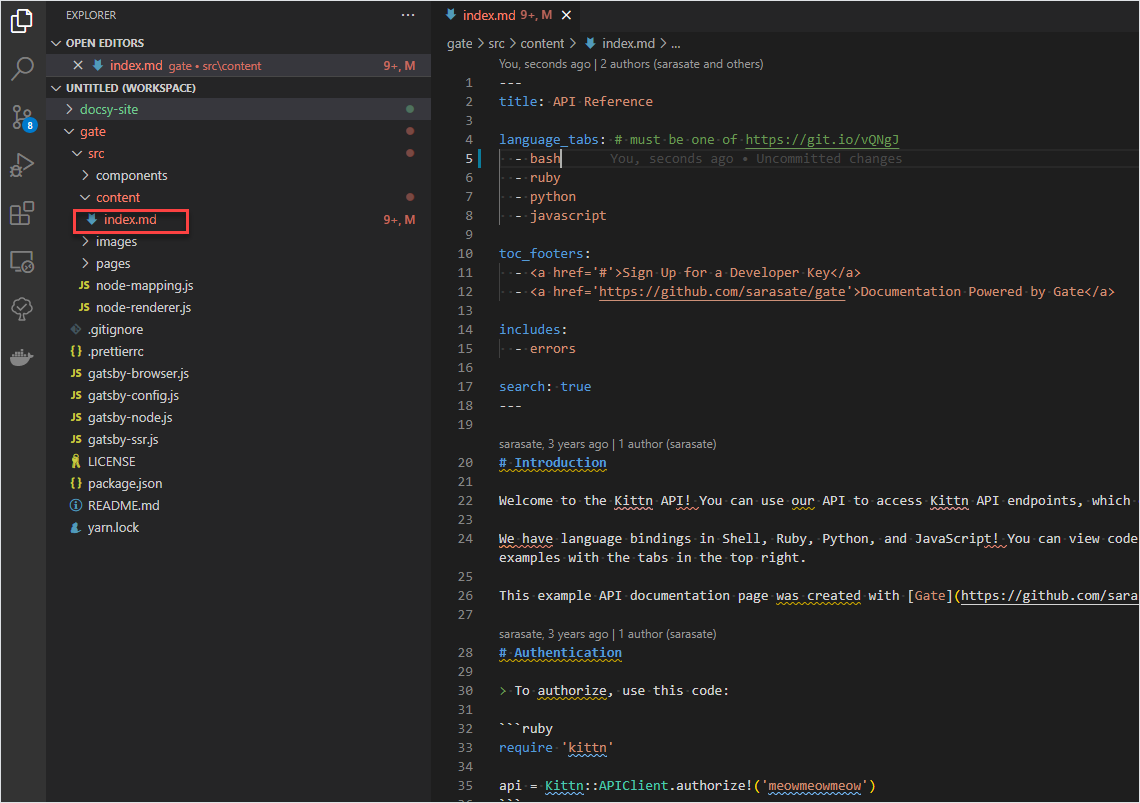 EXPLORER
OPEN EDITORS
index.md gate • src\content 9+, M
UNTITLED (WORKSPACE)
docsy-site
gate
src
components
content
index.md 9+, M
images
pages
JS node-mapping.js
JS node-renderer.js
.gitignore
{} .prettierrc
JS gatsby-browser.js
JS gatsby-config.js
JS gatsby-node.js
JS gatsby-ssr.js
LICENSE
{} package.json
README.md
yarn.lock
8
index.md 9+, M
gate > src > content > index.md > ...
You, seconds ago | 2 authors (sarasate and others)
1 ---
2 title: API Reference
3
4 language_tabs: # must be one of https://git.io/vQNgJ
5 - bash You, seconds ago • Uncommitted changes
6 - ruby
7 - python
8 - javascript
9
10 toc_footers:
11 - <a href='#'>Sign Up for a Developer Key</a>
12 - <a href='https://github.com/sarasate/gate'>Documentation Powered by Gate</a>
13
14 includes:
15 - errors
16
17 search: true
18 ---
19
sarasate, 3 years ago | 1 author (sarasate)
20 # Introduction
21
22 Welcome to the Kittn API! You can use our API to access Kittn API endpoints, which
23
24 We have language bindings in Shell, Ruby, Python, and JavaScript! You can view code
examples with the tabs in the top right.
25
26 This example API documentation page was created with [Gate](https://github.com/sara
27
sarasate, 3 years ago | 1 author (sarasate)
28 # Authentication
29
30 > To authorize, use this code:
31
32 ```ruby
33 require 'kittn'
34
35 api = Kittn::APIClient.authorize!('meowmeowmeow')